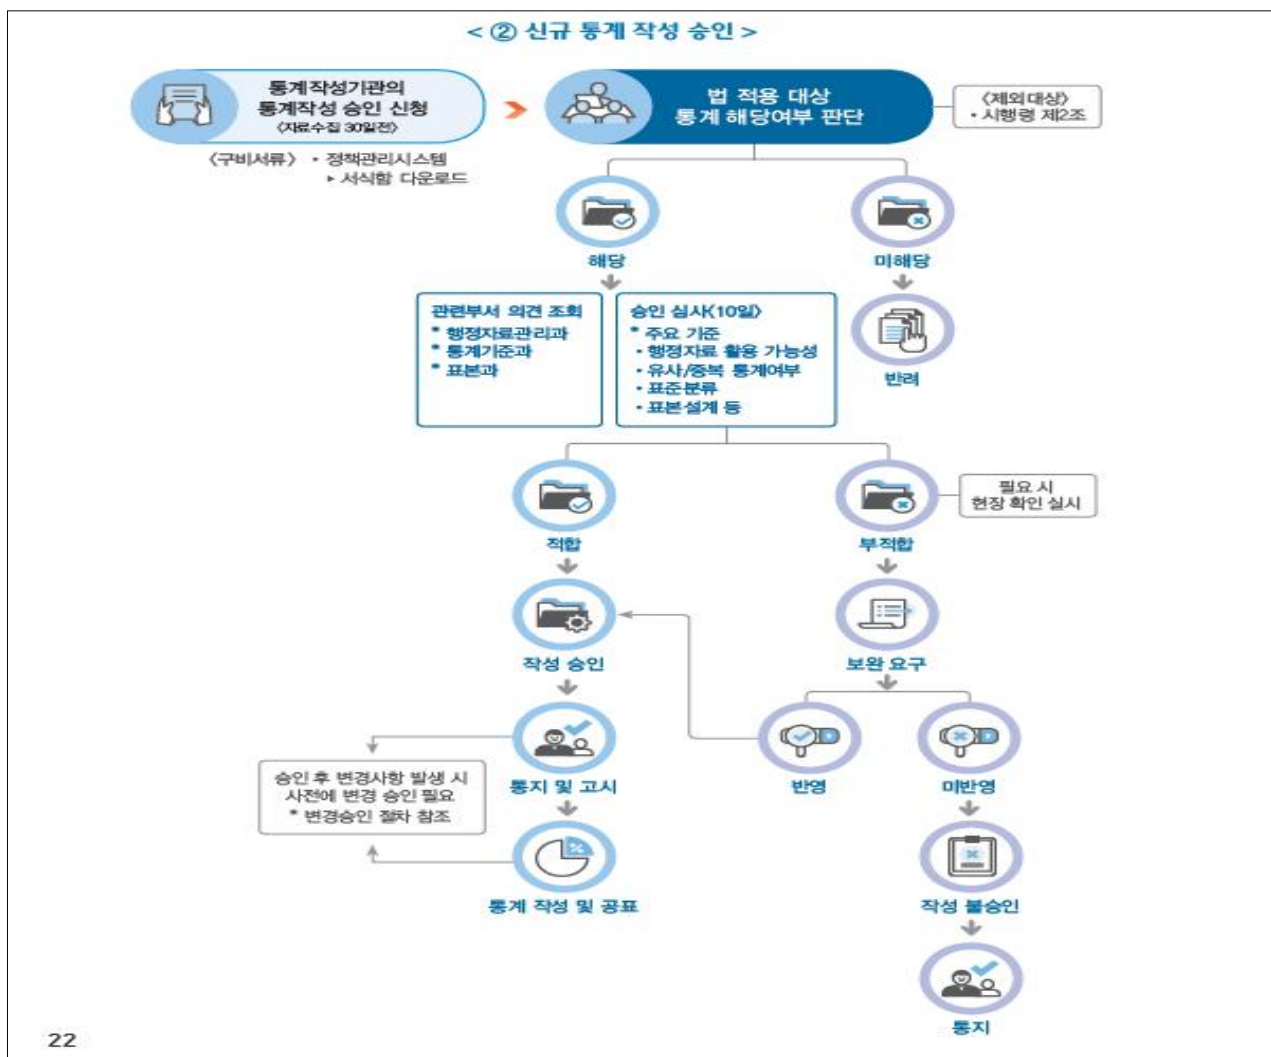 < ② 신규 통계 작성 승인 >
통계작성기관의
통계작성 승인 신청
〈자료수집 30일전〉
〈구비서류〉 • 정책관리시스템
▸ 서식함 다운로드
법 적용 대상
통계 해당여부 판단
〈제외대상〉
• 시행령 제2조
해당
미해당
관련부서 의견 조회
* 행정자료관리과
* 통계기준과
* 표본과
승인 심사〈10일〉
* 주요 기준
• 행정자료 활용 가능성
• 유사/중복 통계여부
• 표준분류
• 표본설계 등
반려
적합
부적합
필요 시
현장 확인 실시
작성 승인
보완 요구
통지 및 고시
반영
미반영
승인 후 변경사항 발생 시
사전에 변경 승인 필요
* 변경승인 절차 참조
통계 작성 및 공표
작성 불승인
통지
22